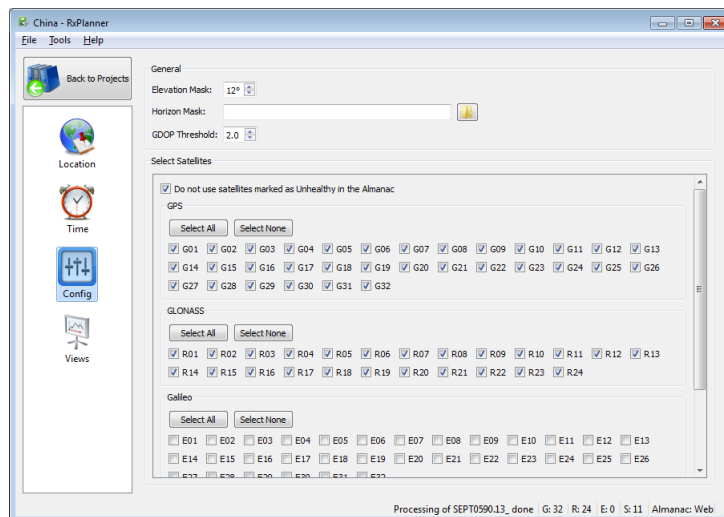 China - RxPlanner
File Tools Help
Back to Projects
Location
Time
Config
Views
General
Elevation Mask: 12°
Horizon Mask:
GDOP Threshold: 2.0
Select Satellites
Do not use satellites marked as Unhealthy in the Almanac
GPS
Select All Select None
G01 G02 G03 G04 G05 G06 G07 G08 G09 G10 G11 G12 G13
G14 G15 G16 G17 G18 G19 G20 G21 G22 G23 G24 G25 G26
G27 G28 G29 G30 G31 G32
GLONASS
Select All Select None
R01 R02 R03 R04 R05 R06 R07 R08 R09 R10 R11 R12 R13
R14 R15 R16 R17 R18 R19 R20 R21 R22 R23 R24
Galileo
Select All Select None
E01 E02 E03 E04 E05 E06 E07 E08 E09 E10 E11 E12 E13
E14 E15 E16 E17 E18 E19 E20 E21 E22 E23 E24 E25 E26
E27 E28 E29 E30 E31 E32
Processing of SEPT0590.13_ done G: 32 R: 24 E: 0 S: 11 Almanac: Web